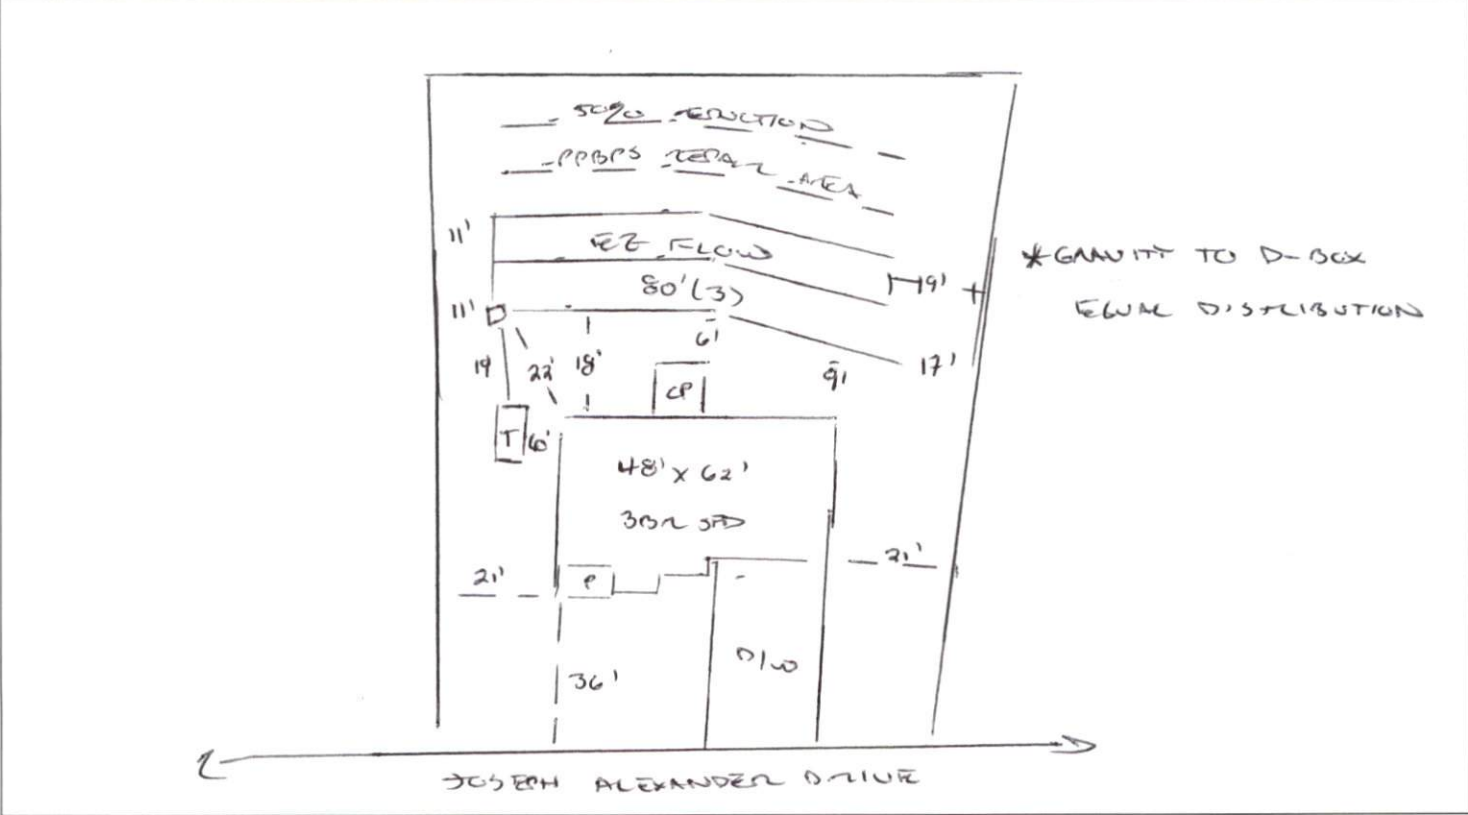 50% REDUCTION
PPBPS REPAIR AREA
11'
EZ FLOW
*GRAVITY TO D-BOX
80'(3)
9'
EQUAL DISTRIBUTION
11'
D
6'
19'
22'
18'
9'
17'
CP
T
48' X 62'
3BR SFD
21'
21'
P
D/W
36'
JOSEPH ALEXANDER DRIVE